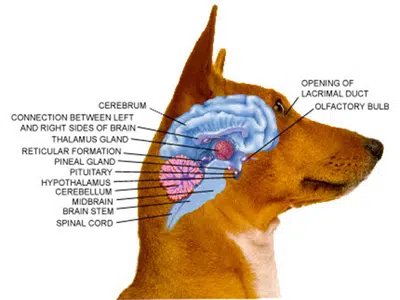 CEREBRUM
CONNECTION BETWEEN LEFT
AND RIGHT SIDES OF BRAIN
THALAMUS GLAND
RETICULAR FORMATION
PINEAL GLAND
PITUITARY
HYPOTHALAMUS
CEREBELLUM
MIDBRAIN
BRAIN STEM
SPINAL CORD
OPENING OF
LACRIMAL DUCT
OLFACTORY BULB